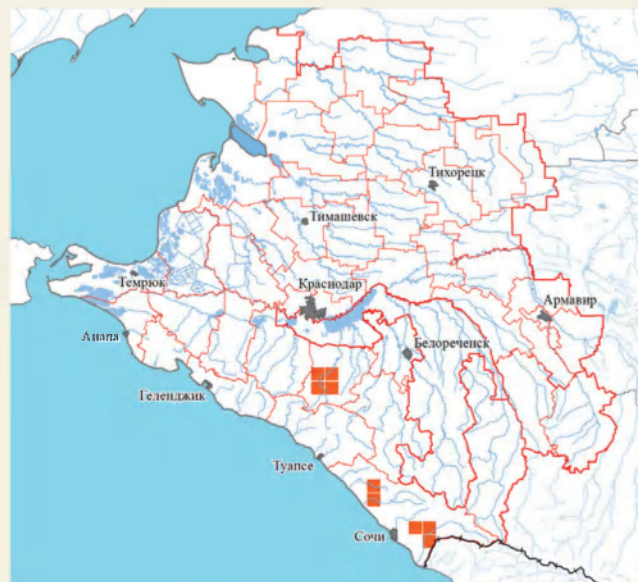 Тихорецк
Тимашевск
Темрюк
Краснодар
Армавир
Анапа
Белореченск
Геленджик
Туапсе
Сочи